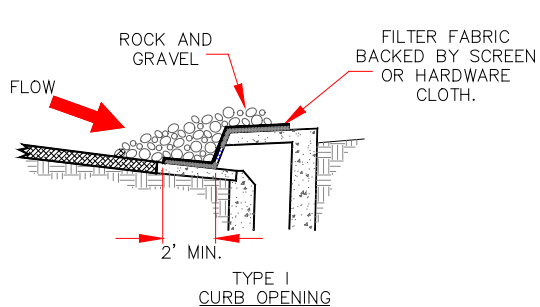 ROCK AND
GRAVEL
FILTER FABRIC
BACKED BY SCREEN
OR HARDWARE
CLOTH.
FLOW
2' MIN.
TYPE I
CURB OPENING